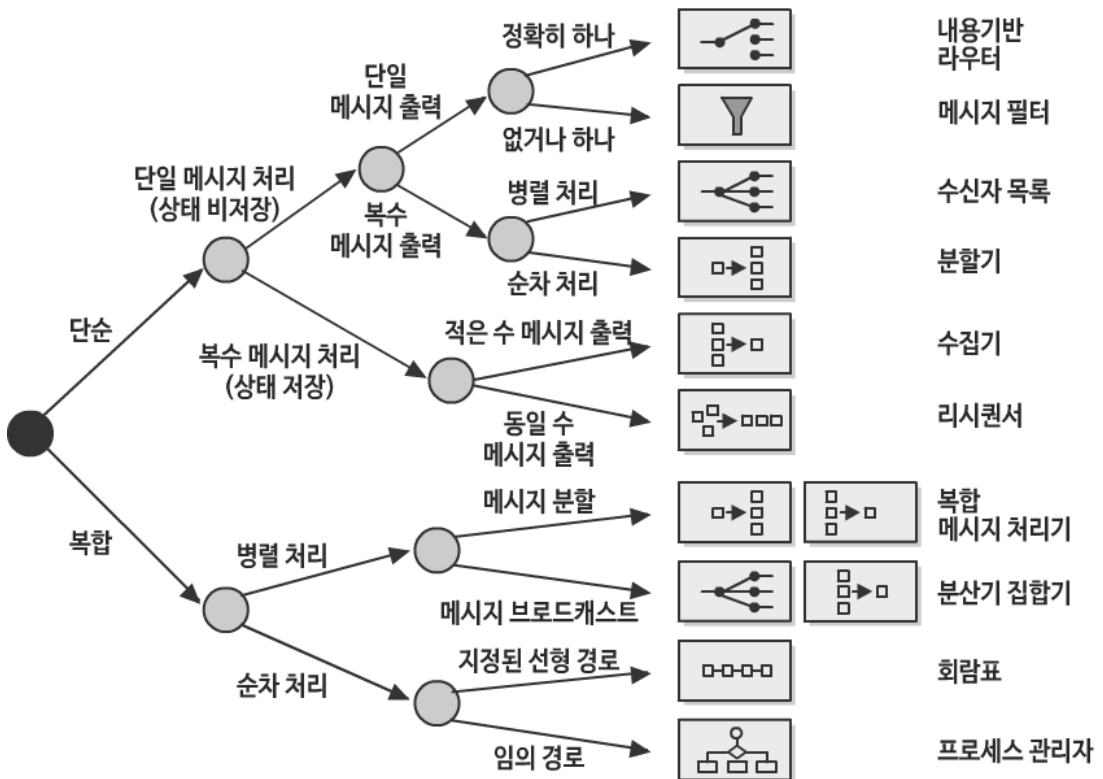 정확히 하나
내용기반
라우터
단일
메시지 출력
메시지 필터
없거나 하나
단일 메시지 처리
(상태 비저장)
병렬 처리
수신자 목록
복수
메시지 출력
분할기
순차 처리
단순
적은 수 메시지 출력
수집기
복수 메시지 처리
(상태 저장)
동일 수
메시지 출력
리시퀀서
메시지 분할
복합
메시지 처리기
복합
병렬 처리
메시지 브로드캐스트
분산기 집합기
지정된 선형 경로
회람표
순차 처리
임의 경로
프로세스 관리자